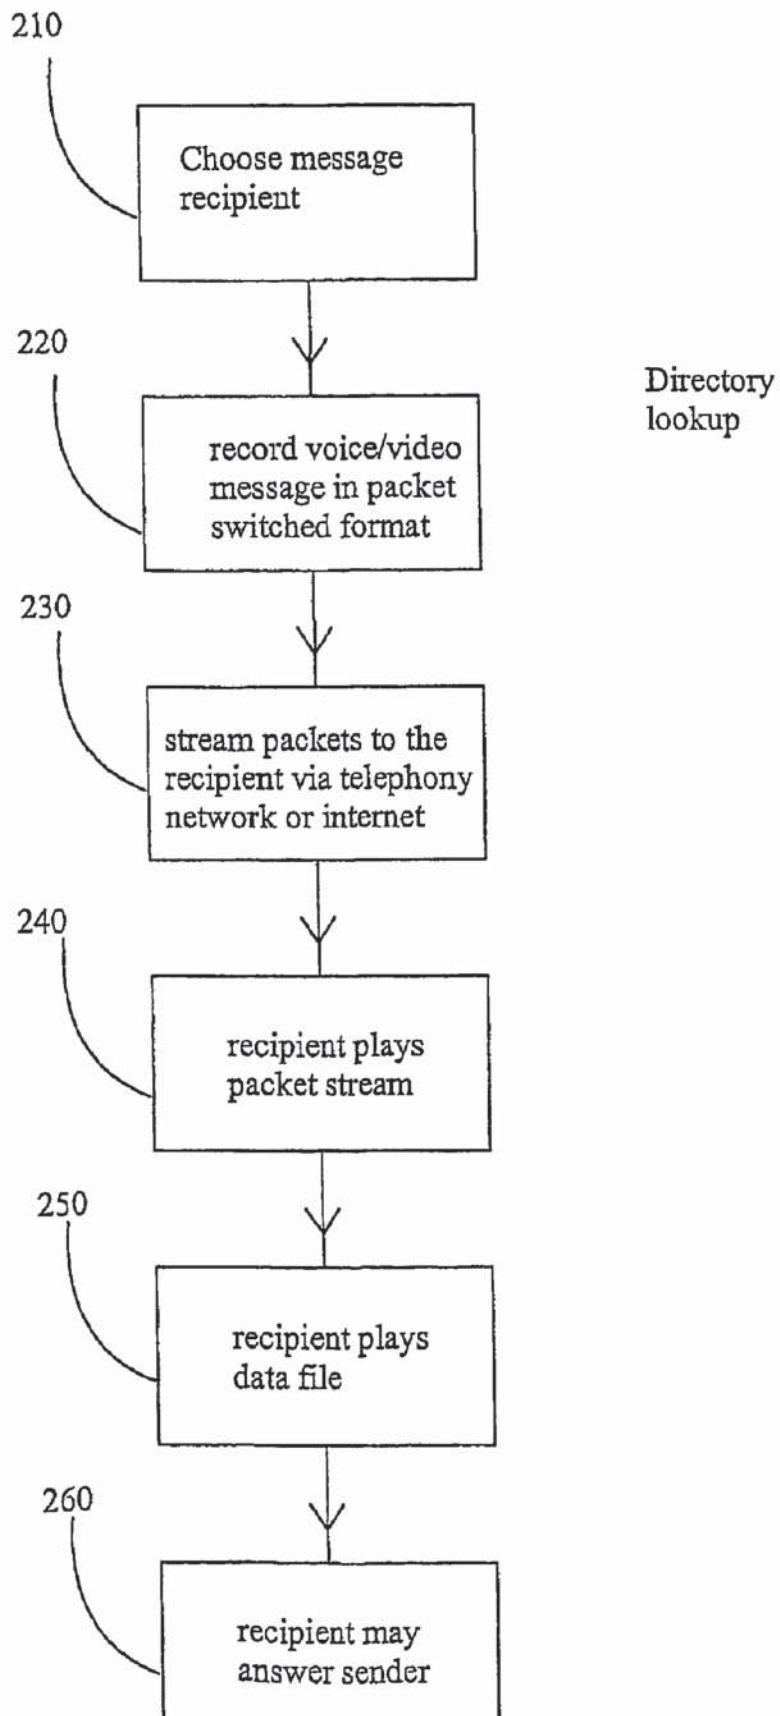 210
Choose message
recipient
220
Directory
lookup
record voice/video
message in packet
switched format
230
stream packets to the
recipient via telephony
network or internet
240
recipient plays
packet stream
250
recipient plays
data file
260
recipient may
answer sender